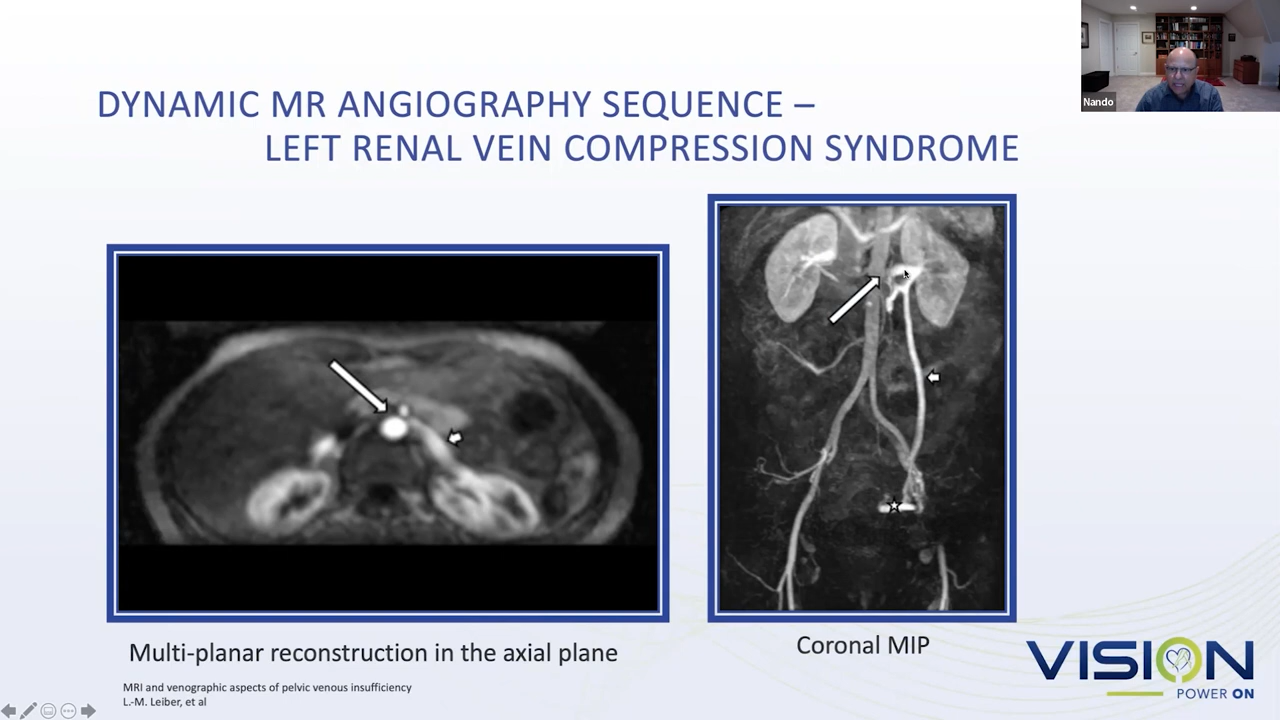 DYNAMIC MR ANGIOGRAPHY SEQUENCE –
LEFT RENAL VEIN COMPRESSION SYNDROME
Nando
Multi-planar reconstruction in the axial plane
Coronal MIP
MRI and venographic aspects of pelvic venous insufficiency
L.-M. Leiber, et al
VISION
POWER ON